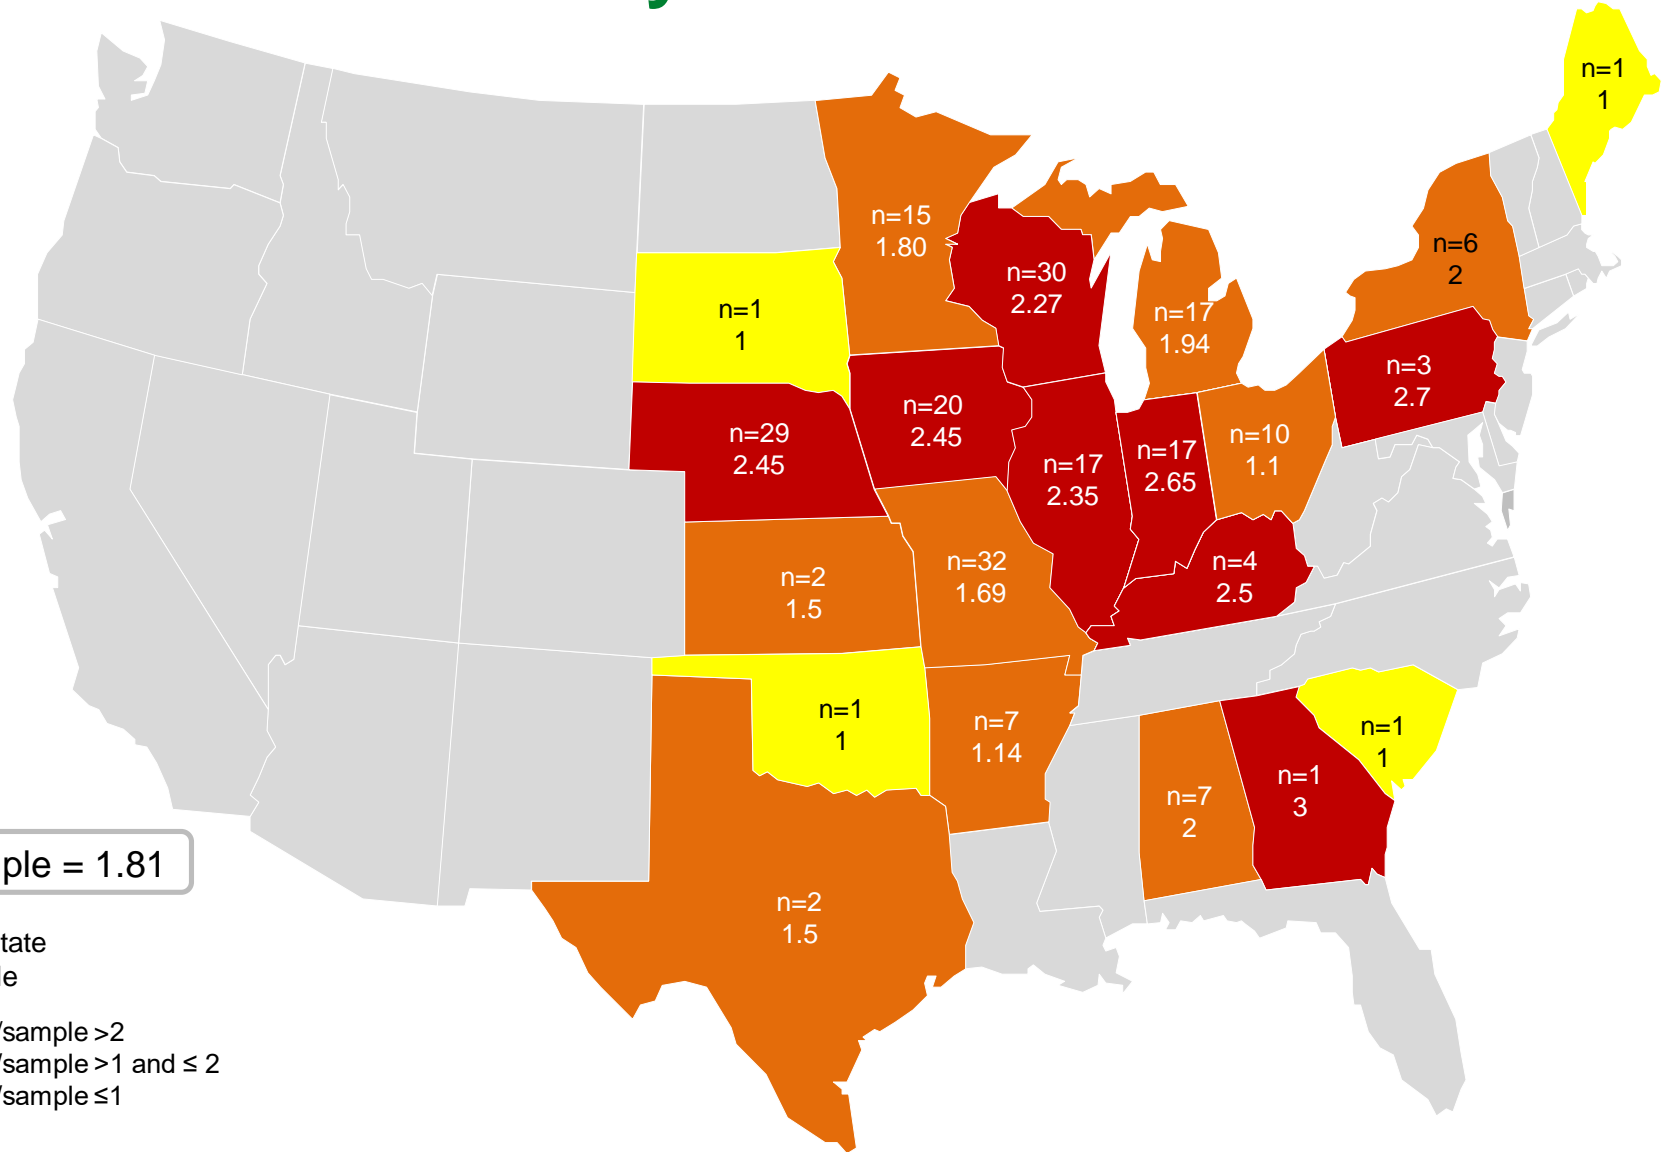 n=1
1
n=15
1.80
n=30
2.27
n=6
2
n=1
1
n=17
1.94
n=3
2.7
n=20
2.45
n=29
2.45
n=10
1.1
n=17
2.65
n=17
2.35
n=32
1.69
n=4
2.5
n=2
1.5
n=1
1
n=7
1.14
n=1
1
n=1
3
n=7
2
ple = 1.81
n=2
1.5
tate
le
/sample >2
/sample >1 and ≤ 2
/sample ≤1